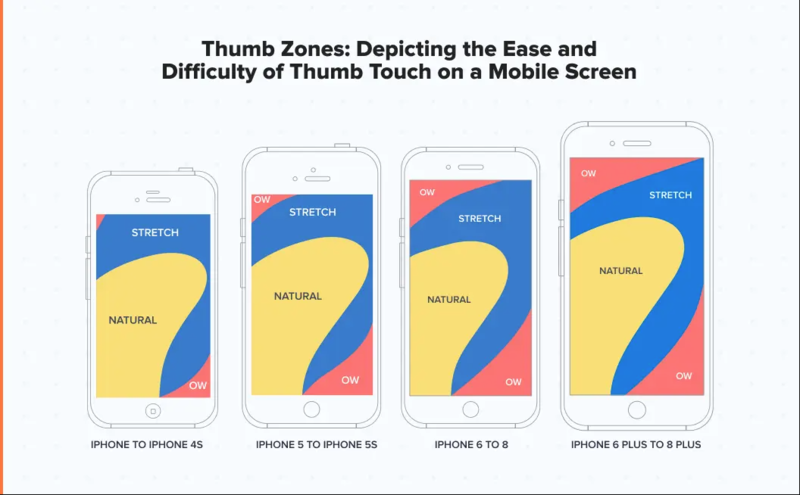 Thumb Zones: Depicting the Ease and
Difficulty of Thumb Touch on a Mobile Screen
STRETCH
NATURAL
OW
IPHONE TO IPHONE 4S
OW
STRETCH
NATURAL
OW
IPHONE 5 TO IPHONE 5S
OW
STRETCH
NATURAL
OW
IPHONE 6 TO 8
OW
STRETCH
NATURAL
OW
IPHONE 6 PLUS TO 8 PLUS